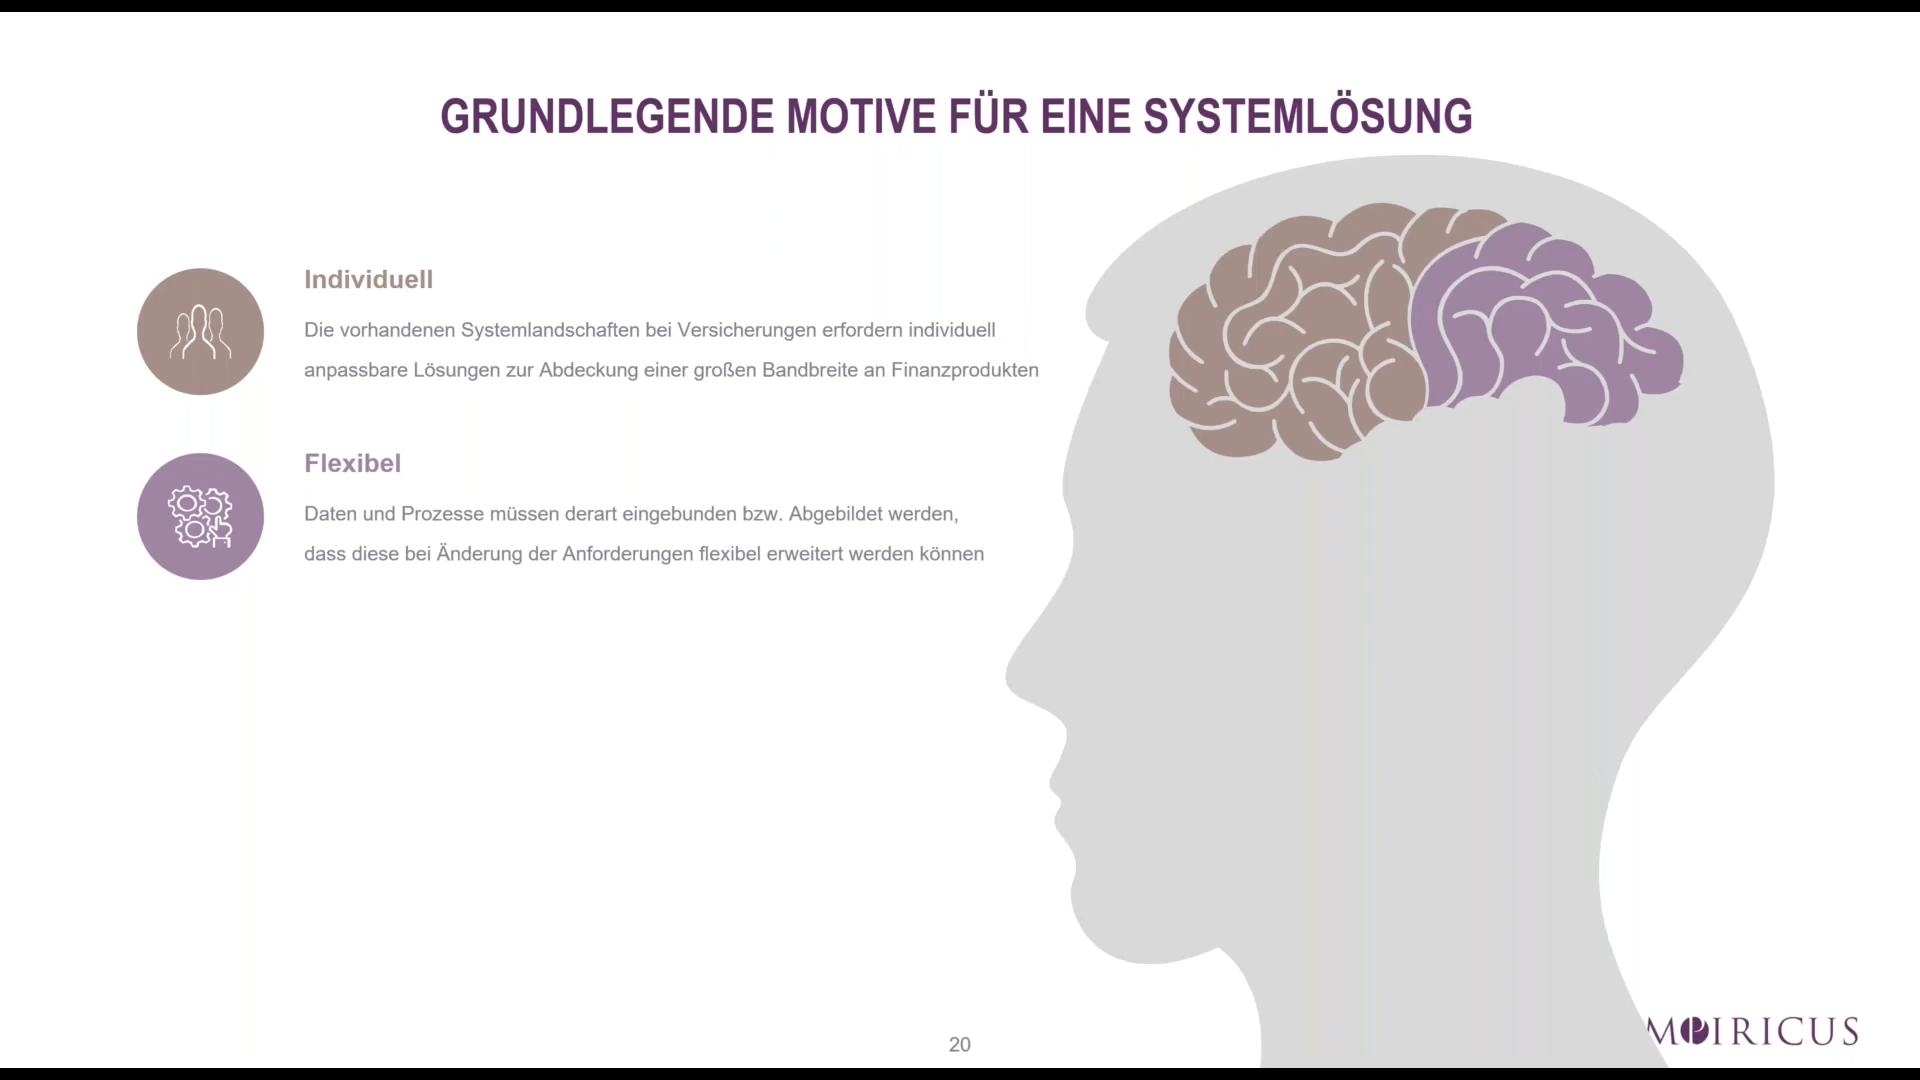 GRUNDLEGENDE MOTIVE FÜR EINE SYSTEMLÖSUNG
Individuell
Die vorhandenen Systemlandschaften bei Versicherungen erfordern individuell
anpassbare Lösungen zur Abdeckung einer großen Bandbreite an Finanzprodukten
Flexibel
Daten und Prozesse müssen derart eingebunden bzw. Abgebildet werden,
dass diese bei Änderung der Anforderungen flexibel erweitert werden können
20
MOIRICUS